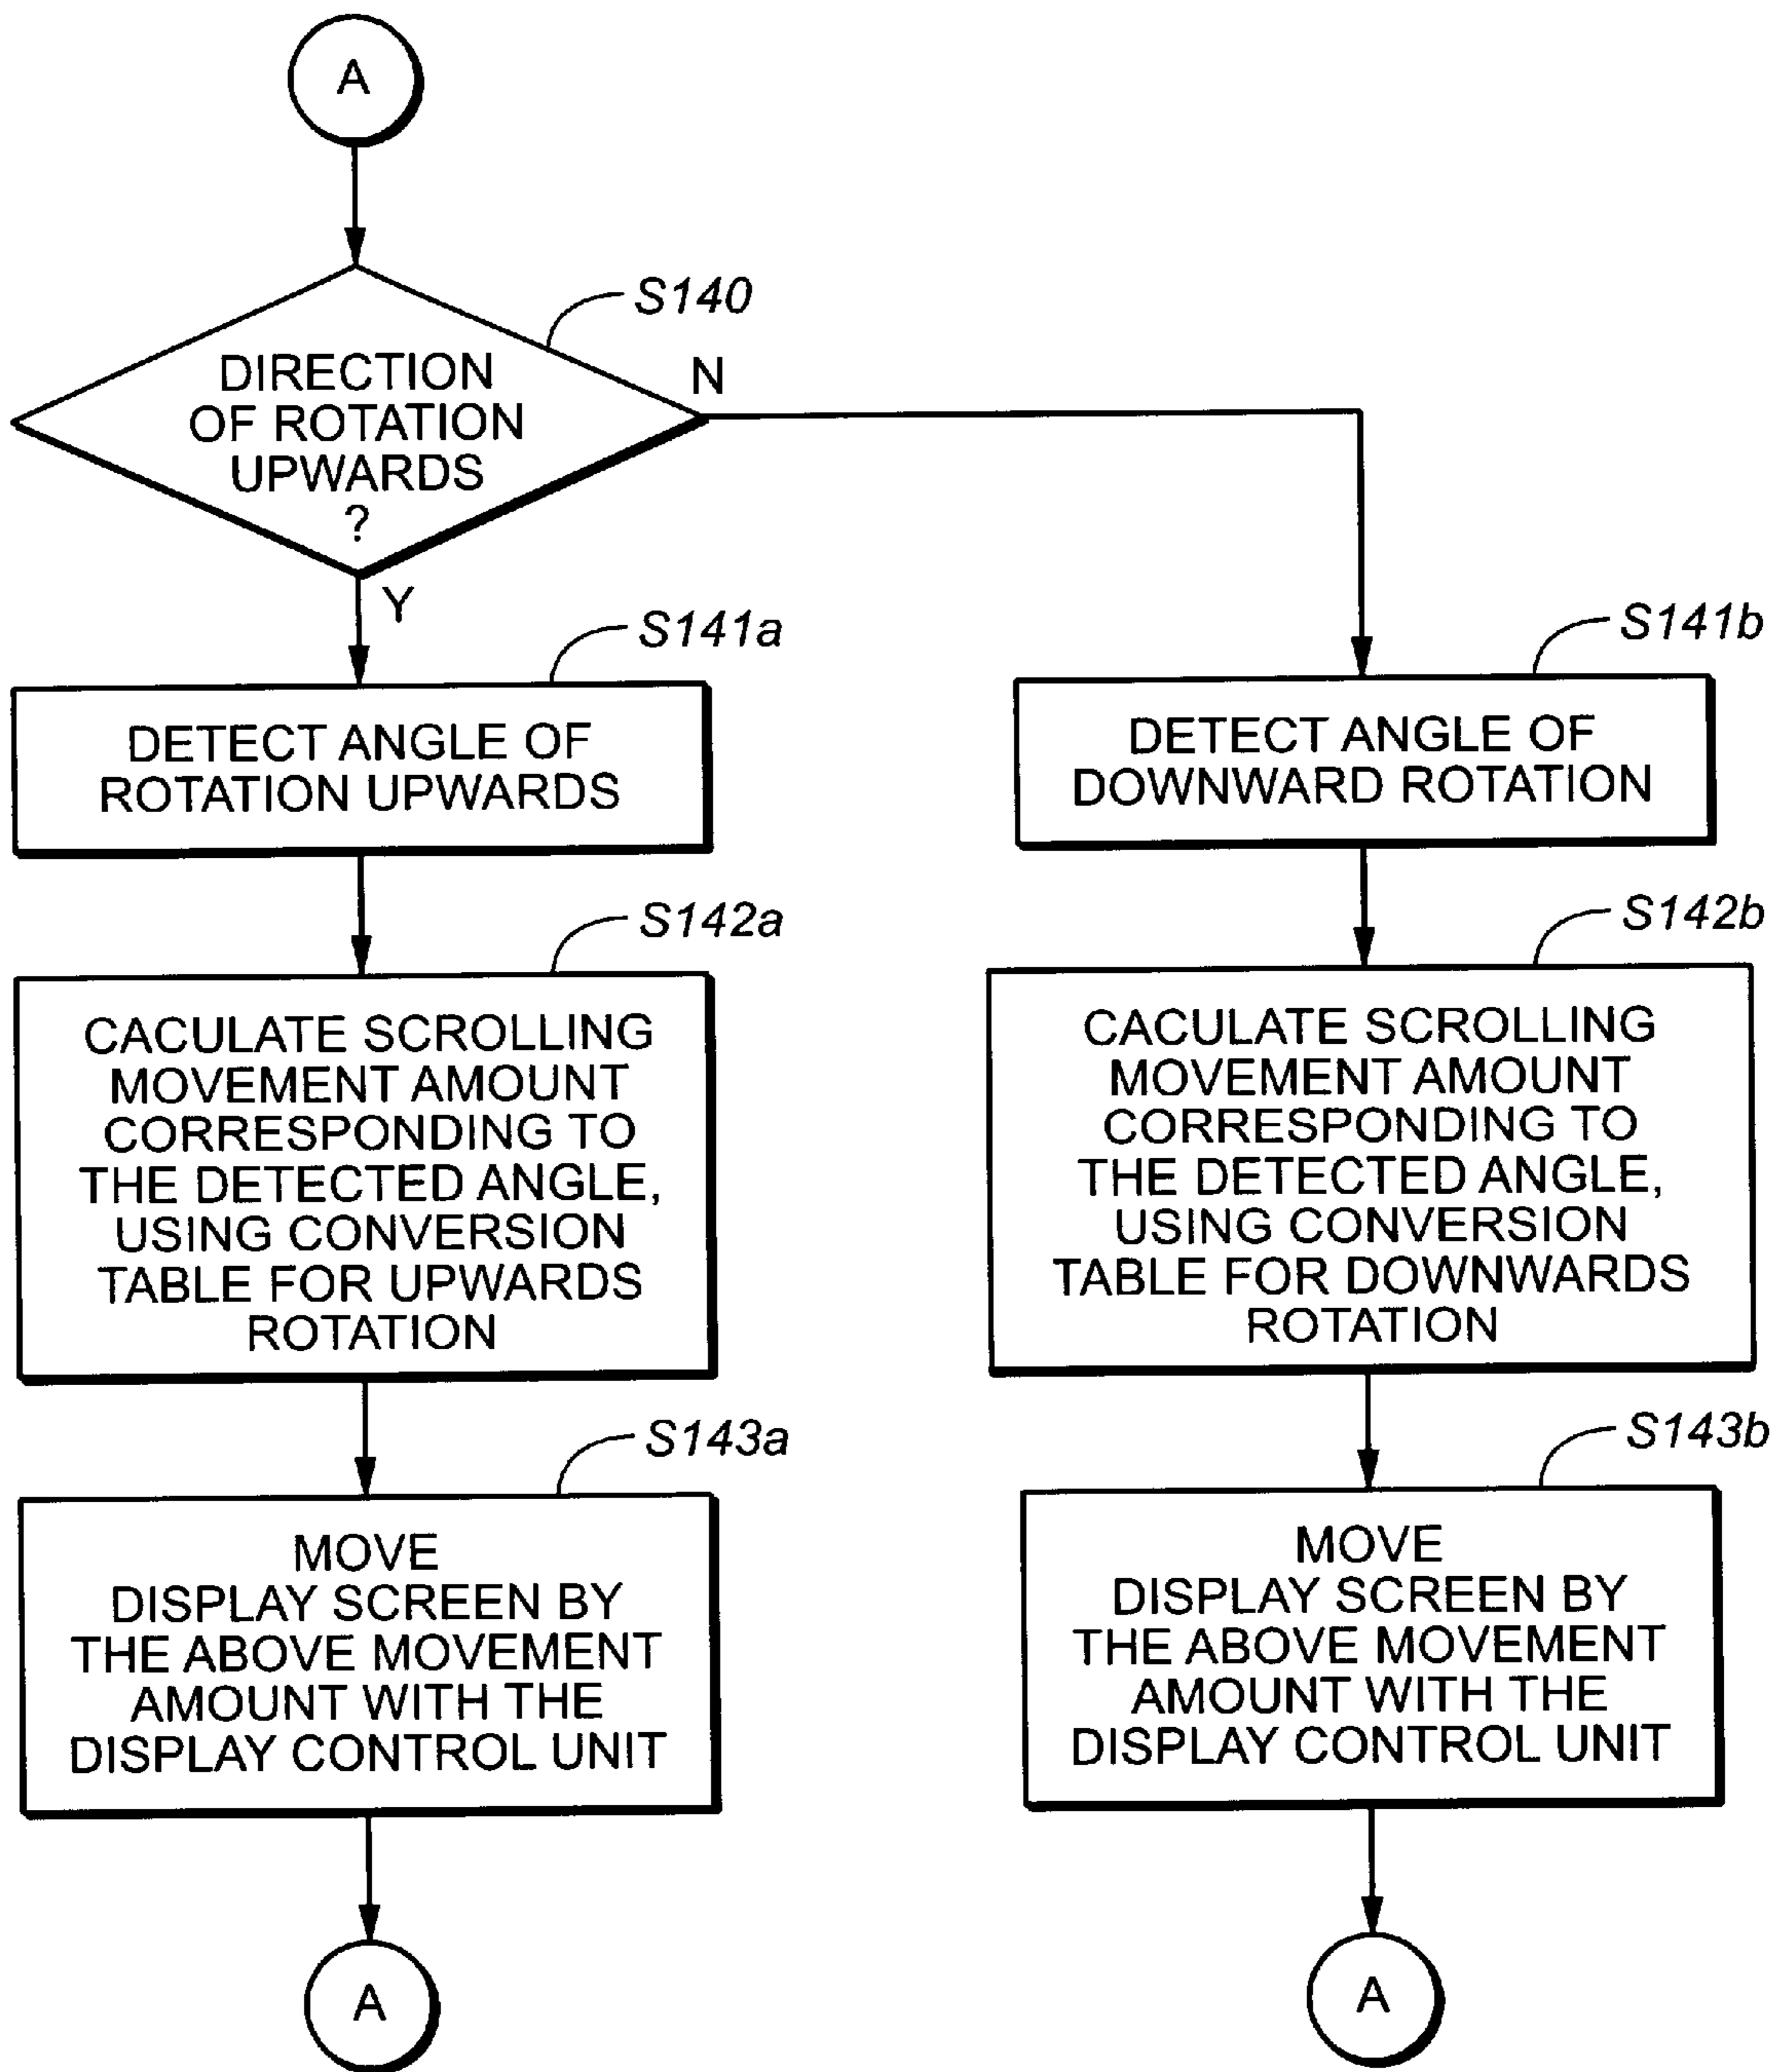 A
S140
DIRECTION
OF ROTATION
UPWARDS
?
N
Y
S141a
DETECT ANGLE OF
ROTATION UPWARDS
S142a
CACULATE SCROLLING
MOVEMENT AMOUNT
CORRESPONDING TO
THE DETECTED ANGLE,
USING CONVERSION
TABLE FOR UPWARDS
ROTATION
S143a
MOVE
DISPLAY SCREEN BY
THE ABOVE MOVEMENT
AMOUNT WITH THE
DISPLAY CONTROL UNIT
A
S141b
DETECT ANGLE OF
DOWNWARD ROTATION
S142b
CACULATE SCROLLING
MOVEMENT AMOUNT
CORRESPONDING TO
THE DETECTED ANGLE,
USING CONVERSION
TABLE FOR DOWNWARDS
ROTATION
S143b
MOVE
DISPLAY SCREEN BY
THE ABOVE MOVEMENT
AMOUNT WITH THE
DISPLAY CONTROL UNIT
A